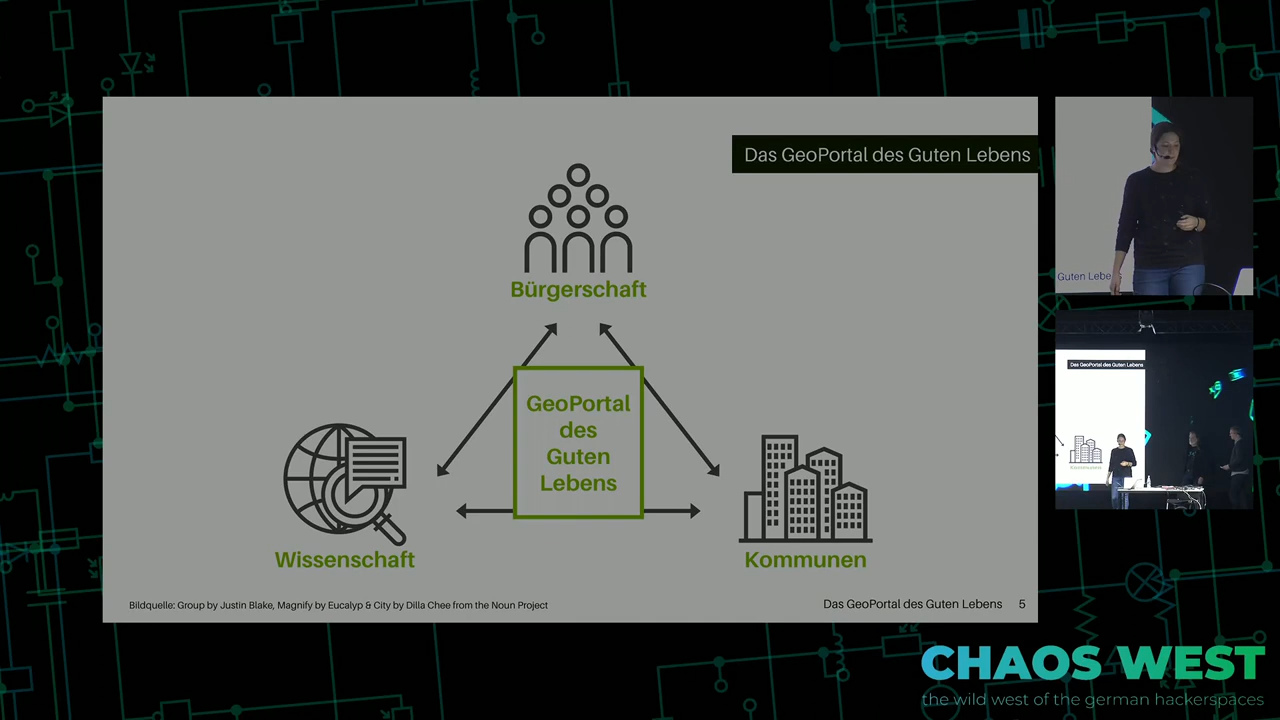 Das GeoPortal des Guten Lebens
Bürgerschaft
GeoPortal
des
Guten
Lebens
Wissenschaft
Kommunen
Bildquelle: Group by Justin Blake, Magnify by Eucalyp & City by Dilla Chee from the Noun Project
Das GeoPortal des Guten Lebens 5
Guten Lebe
Das GeoPortal des Guten Lebens
Kommunen
CHAOS WEST
the wild west of the german hackerspaces